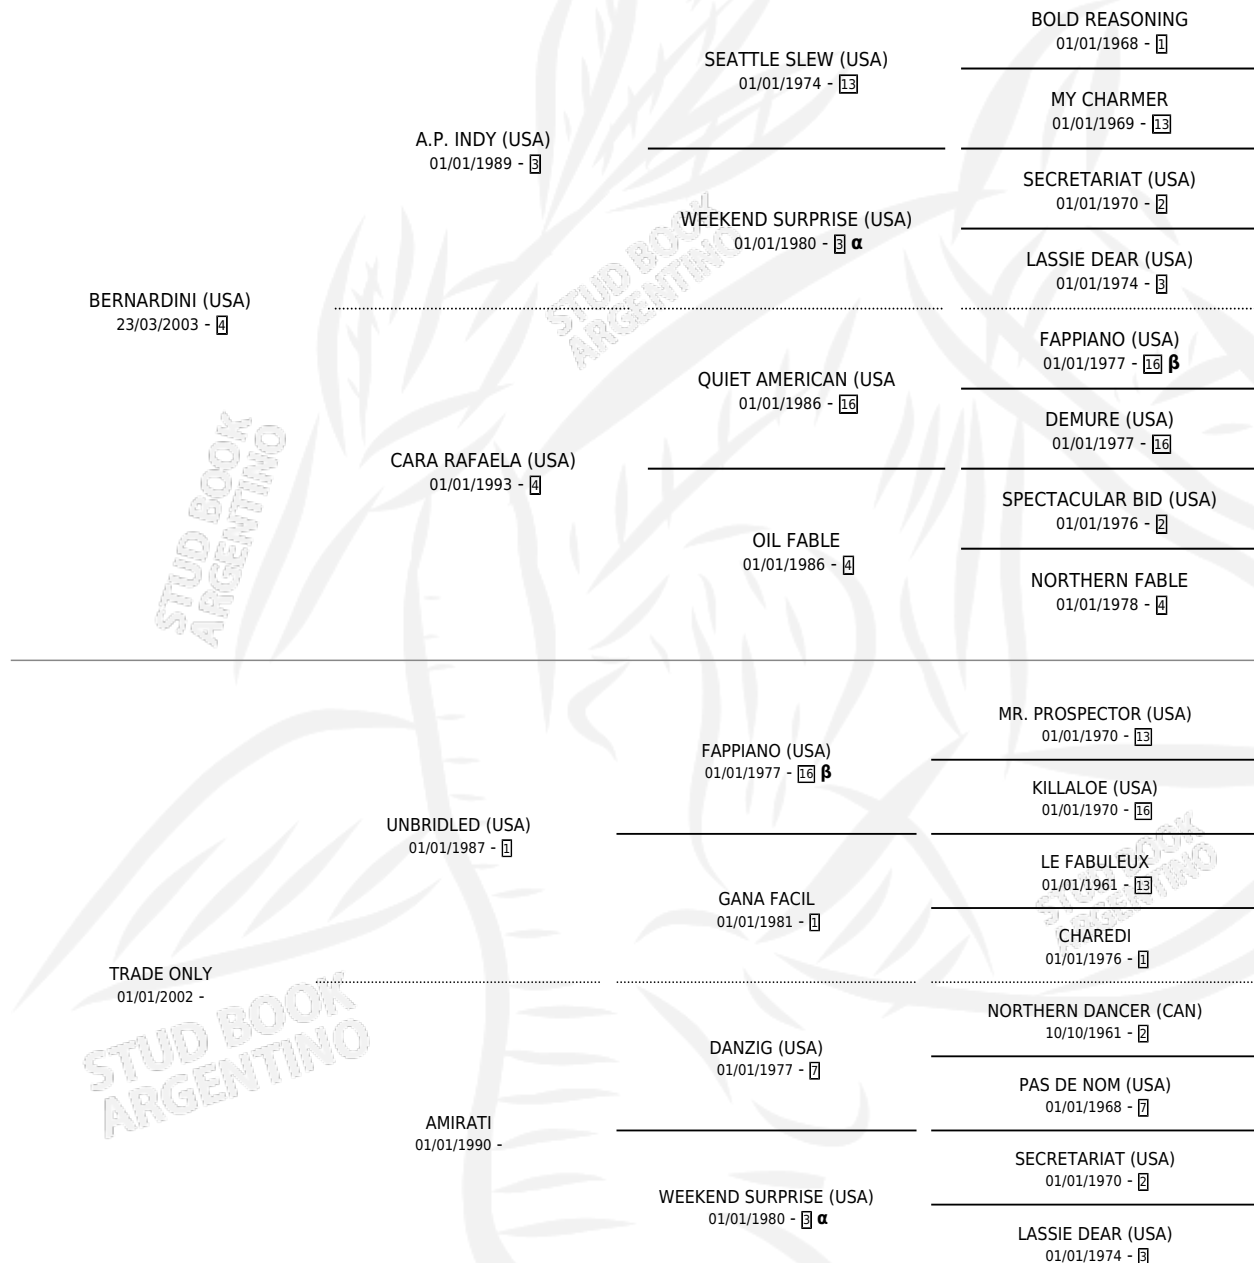 BOLD REASONING
01/01/1968 - 1
SEATTLE SLEW (USA)
01/01/1974 - 13
MY CHARMER
01/01/1969 - 13
A.P. INDY (USA)
01/01/1989 - 3
SECRETARIAT (USA)
01/01/1970 - 2
WEEKEND SURPRISE (USA)
01/01/1980 - 3 α
LASSIE DEAR (USA)
01/01/1974 - 3
BERNARDINI (USA)
23/03/2003 - 4
FAPPIANO (USA)
01/01/1977 - 16 β
QUIET AMERICAN (USA
01/01/1986 - 16
DEMURE (USA)
01/01/1977 - 16
CARA RAFAELA (USA)
01/01/1993 - 4
SPECTACULAR BID (USA)
01/01/1976 - 2
OIL FABLE
01/01/1986 - 4
NORTHERN FABLE
01/01/1978 - 4
MR. PROSPECTOR (USA)
01/01/1970 - 13
FAPPIANO (USA)
01/01/1977 - 16 β
KILLALOE (USA)
01/01/1970 - 16
UNBRIDLED (USA)
01/01/1987 - 1
LE FABULEUX
01/01/1961 - 13
GANA FACIL
01/01/1981 - 1
CHAREDI
01/01/1976 - 1
TRADE ONLY
01/01/2002 -
NORTHERN DANCER (CAN)
10/10/1961 - 2
DANZIG (USA)
01/01/1977 - 7
PAS DE NOM (USA)
01/01/1968 - 7
AMIRATI
01/01/1990 -
SECRETARIAT (USA)
01/01/1970 - 2
WEEKEND SURPRISE (USA)
01/01/1980 - 3 α
LASSIE DEAR (USA)
01/01/1974 - 3
STUD BOOK
ARGENTINO
STUD BOOK
ARGENTINO
STUD BOOK
ARGENTINO
STUD BOOK
ARGENTINO